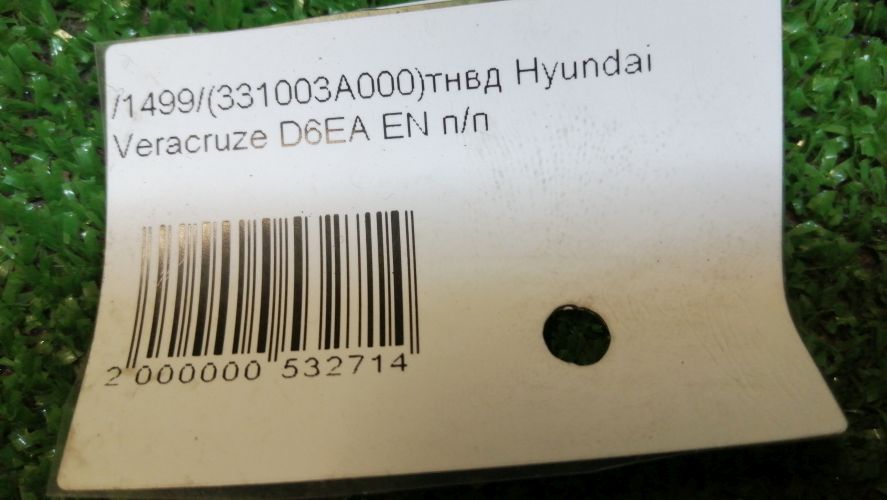 /1499/(331003A000)тнвд Hyundai
Veracruze D6EA EN п/п
2 000000 532714